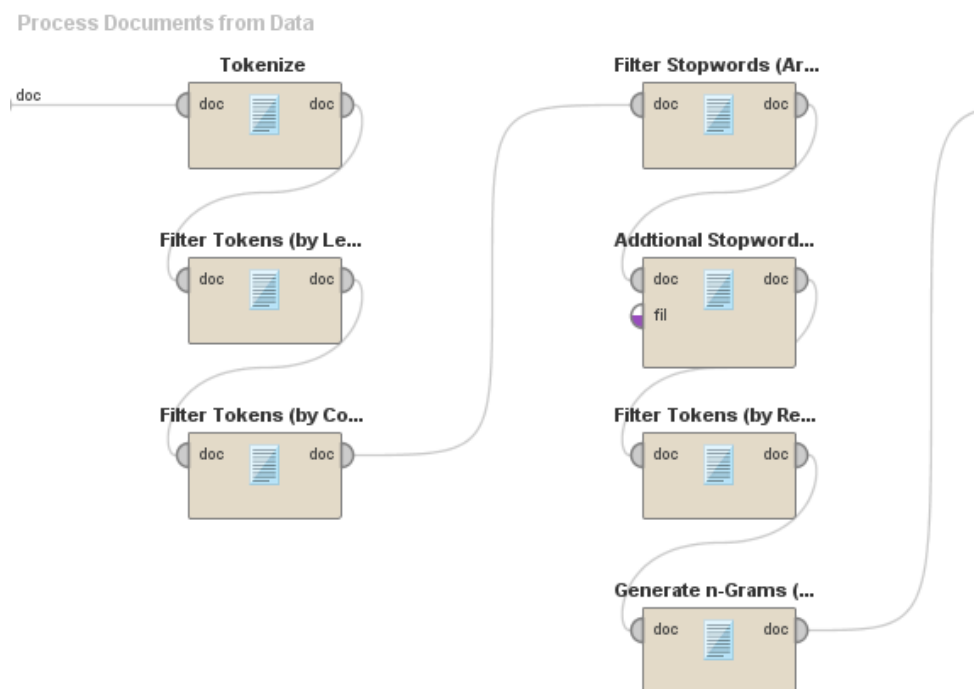 Process Documents from Data
doc
Tokenize
doc doc
Filter Tokens (by Le...
doc doc
Filter Tokens (by Co...
doc doc
Filter Stopwords (Ar...
doc doc
Addtional Stopword...
doc doc
fil
Filter Tokens (by Re...
doc doc
Generate n-Grams (...
doc doc